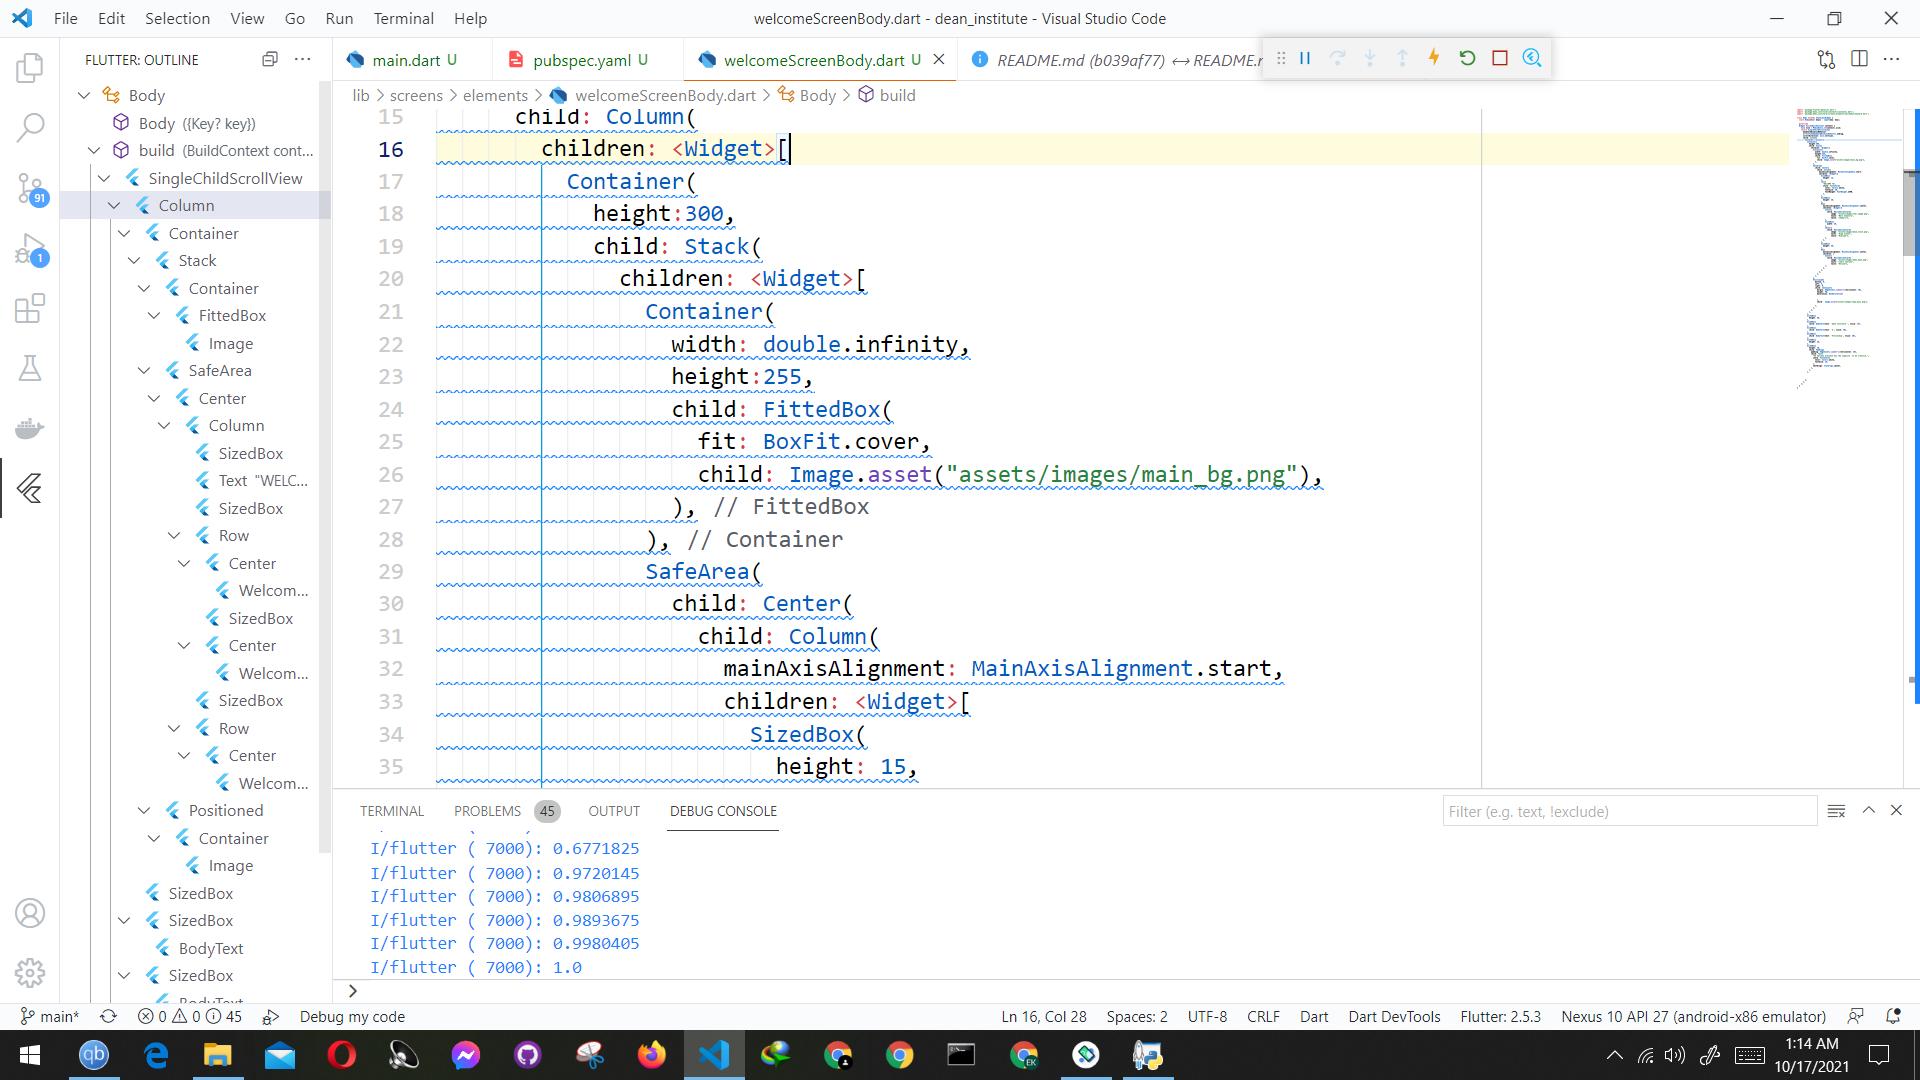 File Edit Selection View Go Run Terminal Help
welcomeScreenBody.dart - dean_institute - Visual Studio Code
FLUTTER: OUTLINE
main.dart U
pubspec.yaml U
welcomeScreenBody.dart U
README.md (b039af77) ↔ README.
lib > screens > elements > welcomeScreenBody.dart > Body > build
Body
Body ({Key? key})
build (BuildContext cont...
SingleChildScrollView
Column
Container
Stack
Container
FittedBox
Image
SafeArea
Center
Column
SizedBox
Text "WELC...
SizedBox
Row
Center
Welcom...
SizedBox
Center
Welcom...
SizedBox
Row
Center
Welcom...
Positioned
Container
Image
SizedBox
SizedBox
BodyText
SizedBox
BodyText
91
1
15 child: Column(
16 children: <Widget>[
17 Container(
18 height:300,
19 child: Stack(
20 children: <Widget>[
21 Container(
22 width: double.infinity,
23 height:255,
24 child: FittedBox(
25 fit: BoxFit.cover,
26 child: Image.asset("assets/images/main_bg.png"),
27 ), // FittedBox
28 ), // Container
29 SafeArea(
30 child: Center(
31 child: Column(
32 mainAxisAlignment: MainAxisAlignment.start,
33 children: <Widget>[
34 SizedBox(
35 height: 15,
TERMINAL PROBLEMS 45 OUTPUT DEBUG CONSOLE
Filter (e.g. text, !exclude)
I/flutter ( 7000): 0.6771825
I/flutter ( 7000): 0.9720145
I/flutter ( 7000): 0.9806895
I/flutter ( 7000): 0.9893675
I/flutter ( 7000): 0.9980405
I/flutter ( 7000): 1.0
>
main* 0 0 45 Debug my code
Ln 16, Col 28 Spaces: 2 UTF-8 CRLF Dart Dart DevTools Flutter: 2.5.3 Nexus 10 API 27 (android-x86 emulator)
qb
EK
1:14 AM
10/17/2021